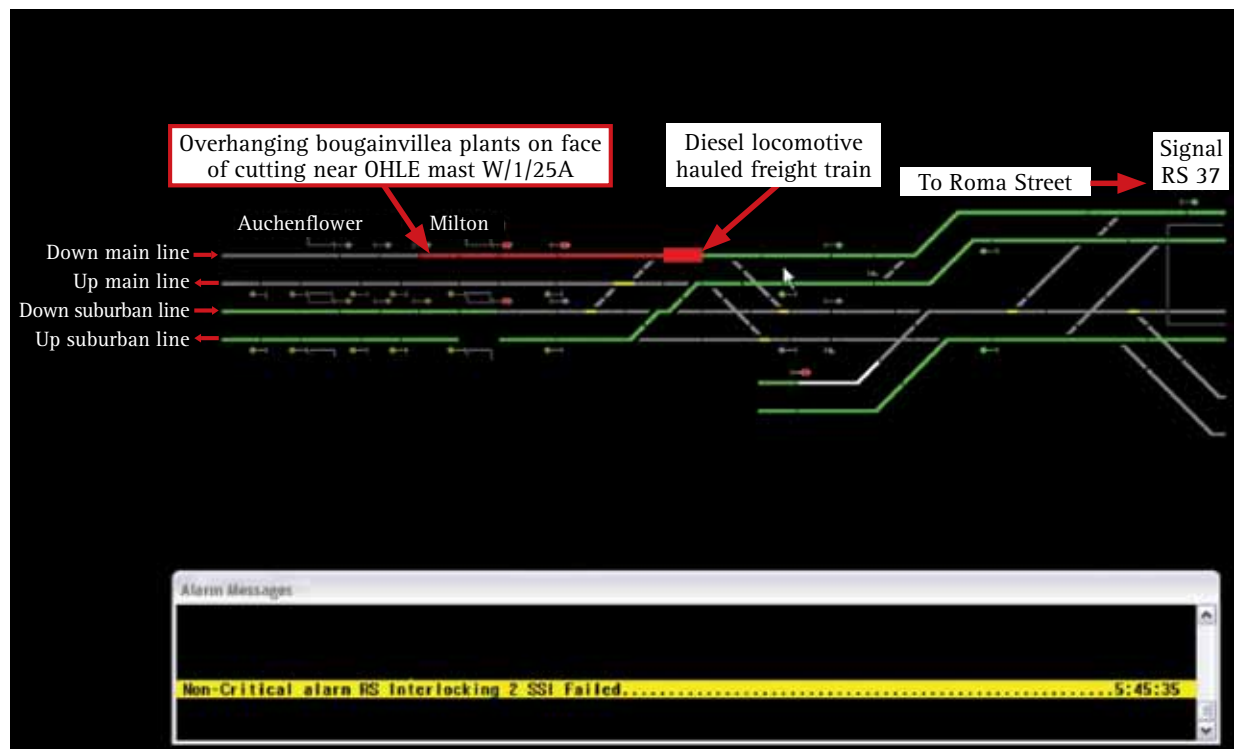 Overhanging bougainvillea plants on face
of cutting near OHLE mast W/1/25A
Diesel locomotive
hauled freight train
To Roma Street
Signal
RS 37
Auchenflower
Milton
Down main line
Up main line
Down suburban line
Up suburban line
Alarm Messages
Non-Critical alarm RS Interlocking 2 SSI Failed..........................................................5:45:35